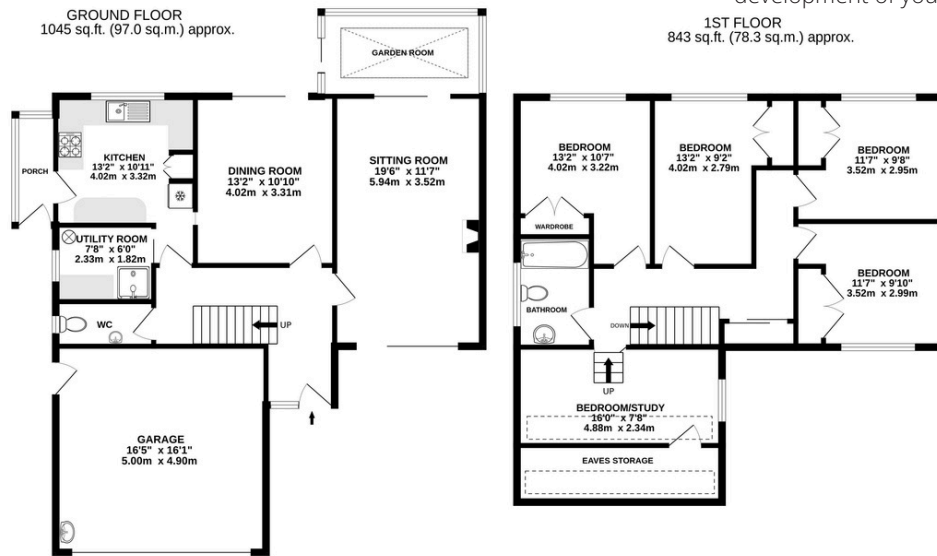 development of you
GROUND FLOOR
1045 sq.ft. (97.0 sq.m.) approx.
1ST FLOOR
843 sq.ft. (78.3 sq.m.) approx.
GARDEN ROOM
PORCH
KITCHEN
13'2" x 10'11"
4.02m x 3.32m
DINING ROOM
13'2" x 10'10"
4.02m x 3.31m
SITTING ROOM
19'6" x 11'7"
5.94m x 3.52m
UTILITY ROOM
7'8" x 6'0"
2.33m x 1.82m
WC
UP
GARAGE
16'5" x 16'1"
5.00m x 4.90m
BEDROOM
13'2" x 10'7"
4.02m x 3.22m
WARDROBE
BEDROOM
13'2" x 9'2"
4.02m x 2.79m
BEDROOM
11'7" x 9'8"
3.52m x 2.95m
BEDROOM
11'7" x 9'10"
3.52m x 2.99m
BATHROOM
DOWN
UP
BEDROOM/STUDY
16'0" x 7'8"
4.88m x 2.34m
EAVES STORAGE